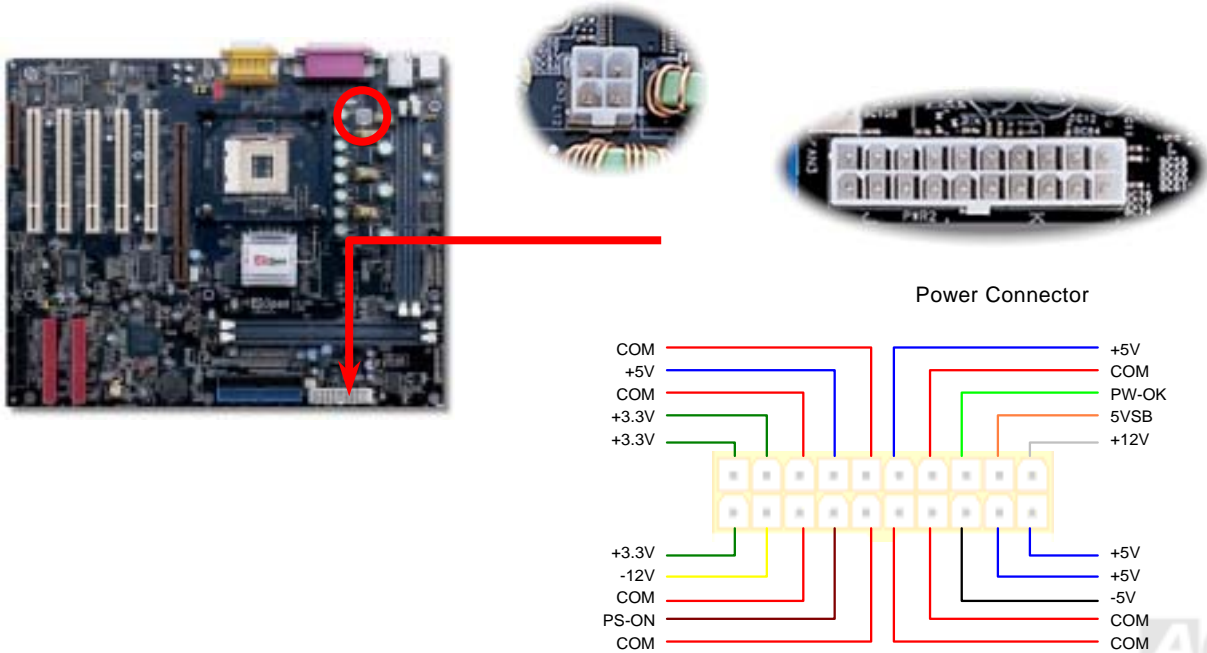 FAN3
PWR2
Power Connector
COM
+5V
COM
+3.3V
+3.3V
+5V
COM
PW-OK
5VSB
+12V
+3.3V
-12V
COM
PS-ON
COM
+5V
+5V
-5V
COM
COM